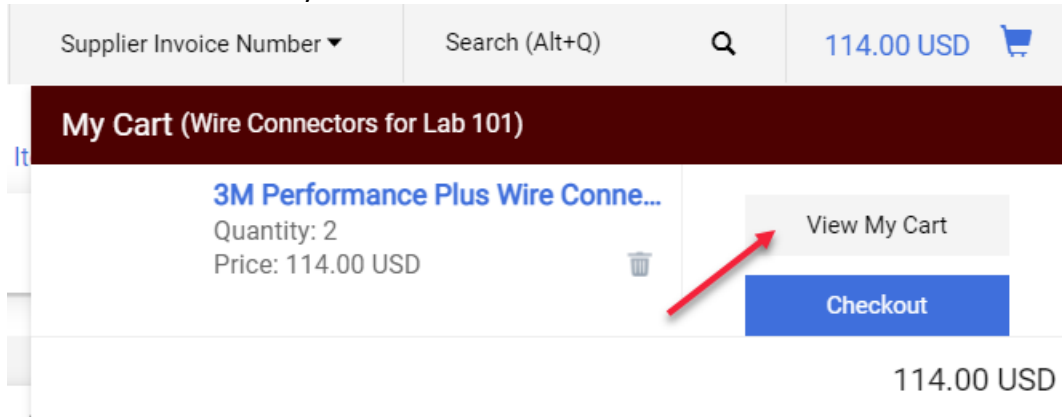 Supplier Invoice Number Search (Alt+Q) 114.00 USD
My Cart (Wire Connectors for Lab 101)
It
3M Performance Plus Wire Conne...
Quantity: 2
Price: 114.00 USD
View My Cart
Checkout
114.00 USD